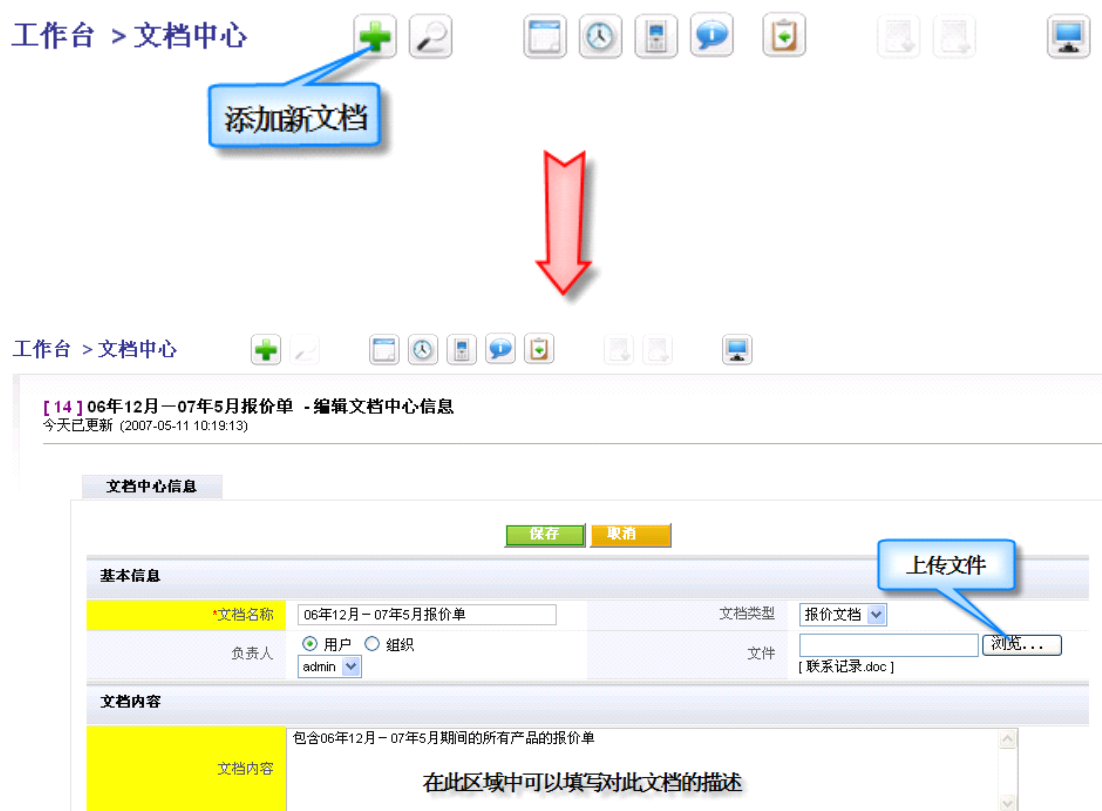 工作台 > 文档中心
添加新文档
工作台 > 文档中心
[ 14 ] 06年12月－07年5月报价单 - 编辑文档中心信息
今天已更新 (2007-05-11 10:19:13)
文档中心信息
保存 取消
上传文件
基本信息
*文档名称 06年12月－07年5月报价单 文档类型 报价文档
负责人 用户 组织 文件 浏览...
admin [ 联系记录.doc ]
文档内容
包含06年12月－07年5月期间的所有产品的报价单
文档内容 在此区域中可以填写对此文档的描述